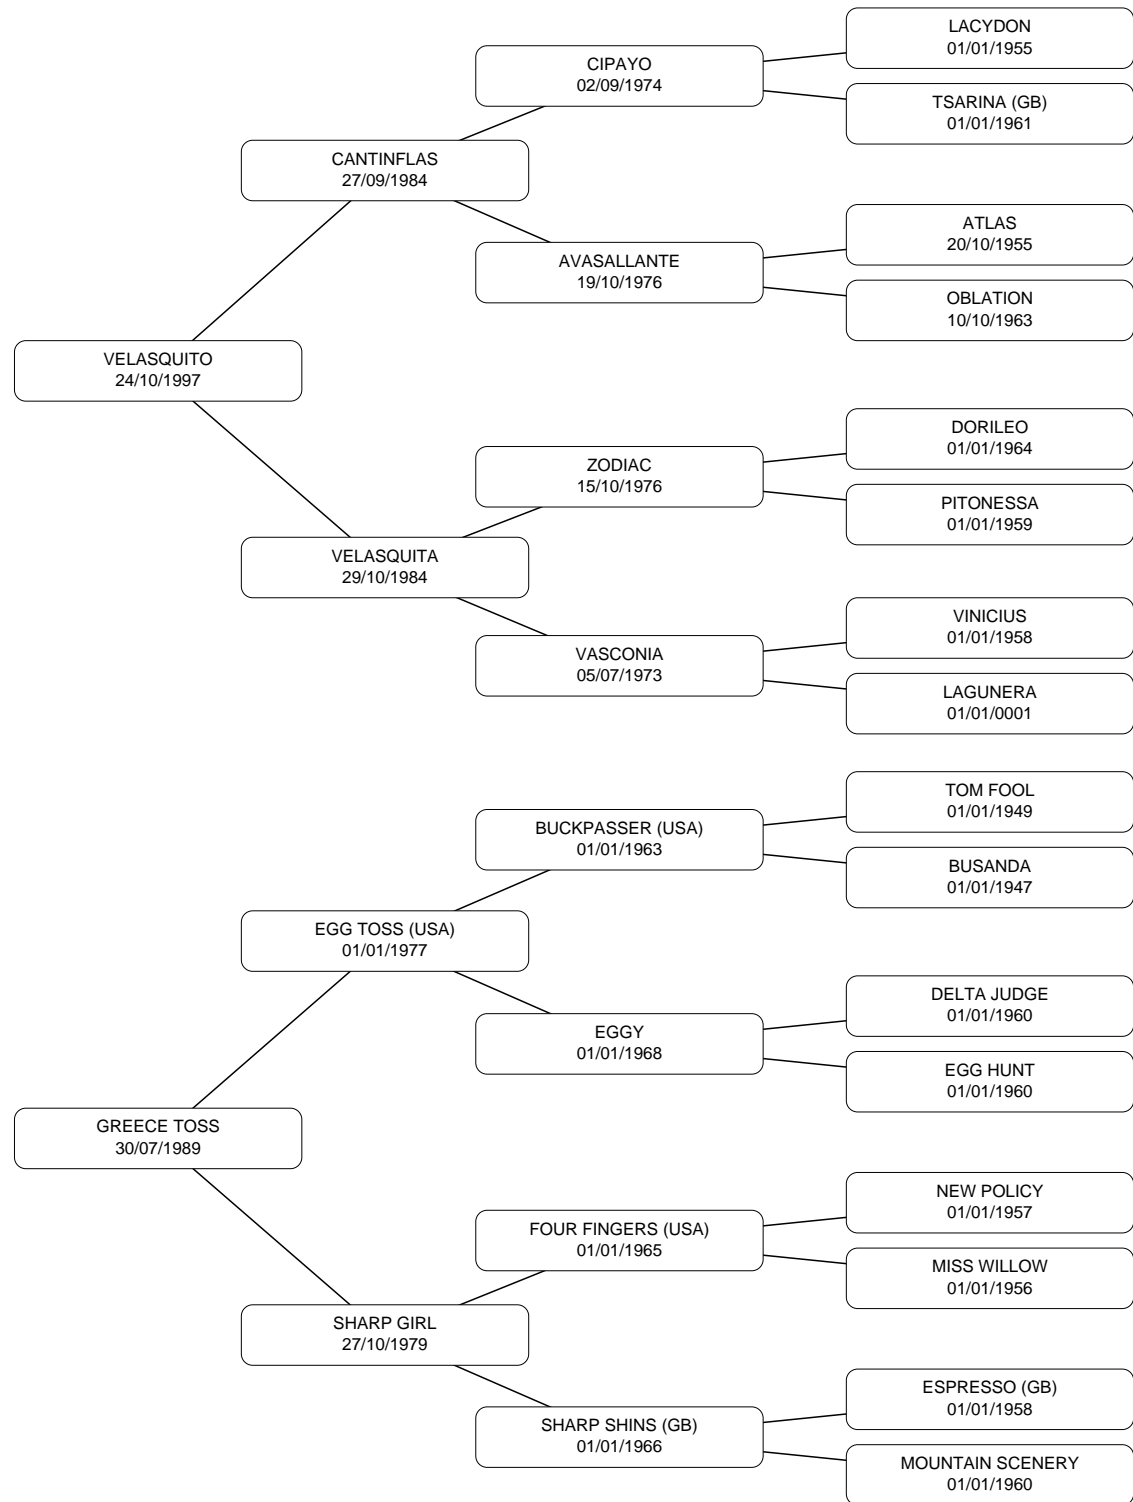 LACYDON
01/01/1955
CIPAYO
02/09/1974
TSARINA (GB)
01/01/1961
CANTINFLAS
27/09/1984
ATLAS
20/10/1955
AVASALLANTE
19/10/1976
OBLATION
10/10/1963
VELASQUITO
24/10/1997
DORILEO
01/01/1964
ZODIAC
15/10/1976
PITONESSA
01/01/1959
VELASQUITA
29/10/1984
VINICIUS
01/01/1958
VASCONIA
05/07/1973
LAGUNERA
01/01/0001
TOM FOOL
01/01/1949
BUCKPASSER (USA)
01/01/1963
BUSANDA
01/01/1947
EGG TOSS (USA)
01/01/1977
DELTA JUDGE
01/01/1960
EGGY
01/01/1968
EGG HUNT
01/01/1960
GREECE TOSS
30/07/1989
NEW POLICY
01/01/1957
FOUR FINGERS (USA)
01/01/1965
MISS WILLOW
01/01/1956
SHARP GIRL
27/10/1979
ESPRESSO (GB)
01/01/1958
SHARP SHINS (GB)
01/01/1966
MOUNTAIN SCENERY
01/01/1960